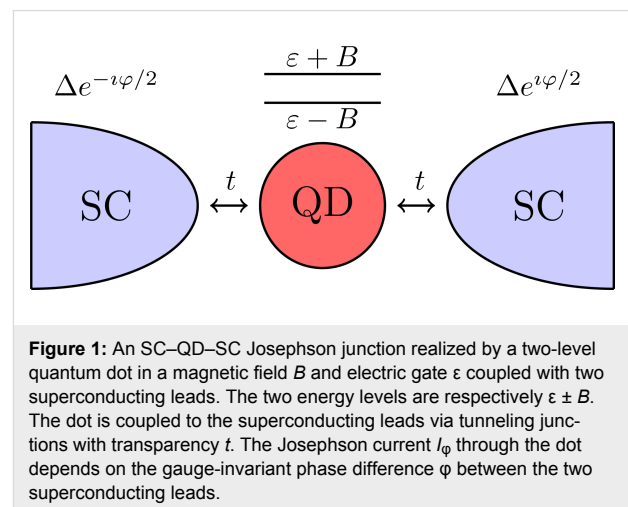 ε + B
Δe^{-ıφ/2}
Δe^{ıφ/2}
ε − B
t
t
SC
QD
SC
Figure 1: An SC–QD–SC Josephson junction realized by a two-level
quantum dot in a magnetic field B and electric gate ε coupled with two
superconducting leads. The two energy levels are respectively ε ± B.
The dot is coupled to the superconducting leads via tunneling junc-
tions with transparency t. The Josephson current Iφ through the dot
depends on the gauge-invariant phase difference φ between the two
superconducting leads.